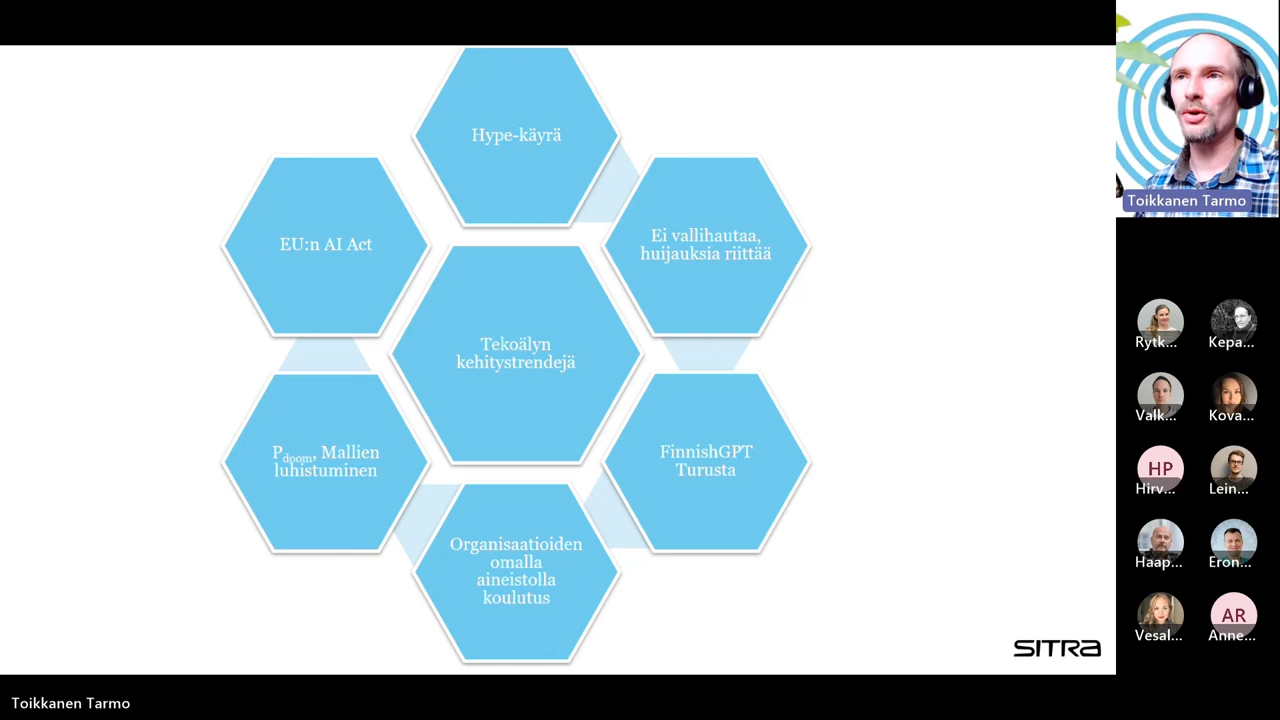 Hype-käyrä
EU:n AI Act
Ei vallihautaa,
huijauksia riittää
Tekoälyn
kehitystrendejä
Pdoom, Mallien
luhistuminen
FinnishGPT
Turusta
Organisaatioiden
omalla
aineistolla
koulutus
SITRA
Toikkanen Tarmo
Rytk...
Kepa...
Valk...
Kova...
HP
Hirv...
Lein...
Haap...
Eron...
Vesal...
AR
Anne...
Toikkanen Tarmo